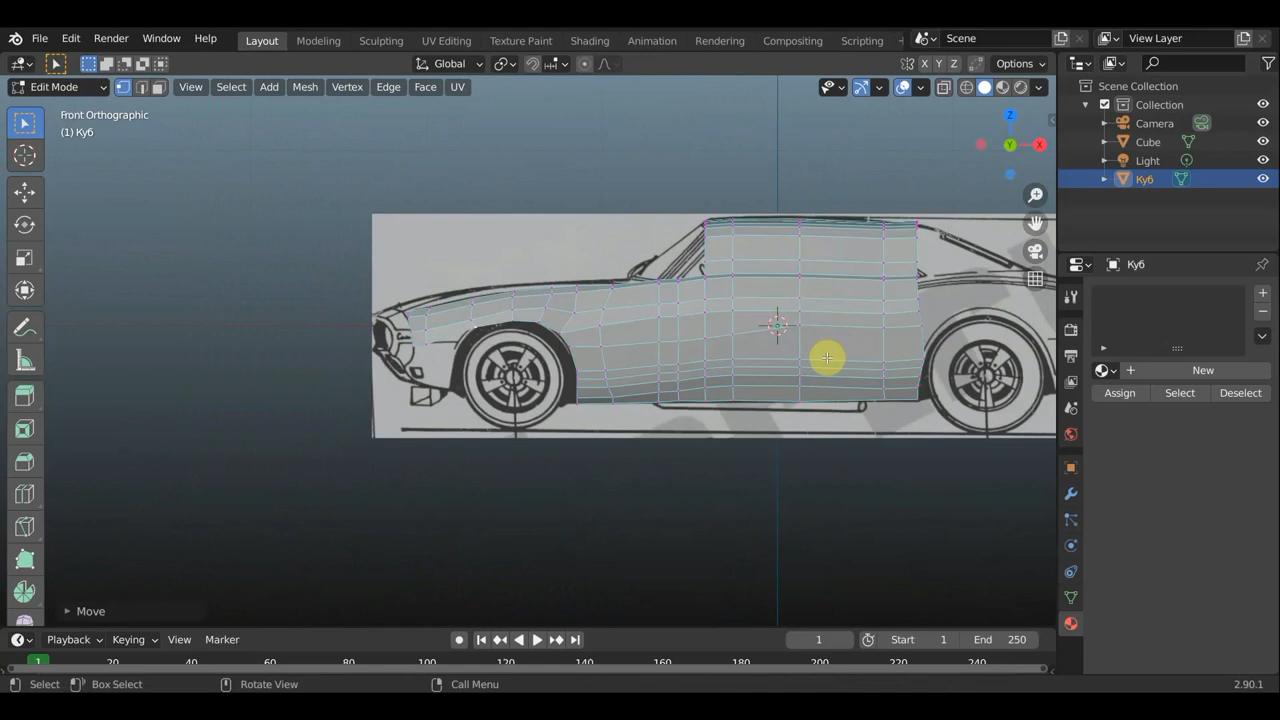 File Edit Render Window Help
Layout Modeling Sculpting UV Editing Texture Paint Shading Animation Rendering Compositing Scripting
Scene
View Layer
Global
Options
Edit Mode
View Select Add Mesh Vertex Edge Face UV
Front Orthographic
(1) Куб
Z
X
Y
X Y Z
Scene Collection
Collection
Camera
Cube
Light
Куб
Куб
New
Assign Select Deselect
Move
Playback Keying View Marker
1
Start 1
End 250
1 20 40 60 80 100 120 140 160 180 200 220 240
Select
Box Select
Rotate View
Call Menu
2.90.1